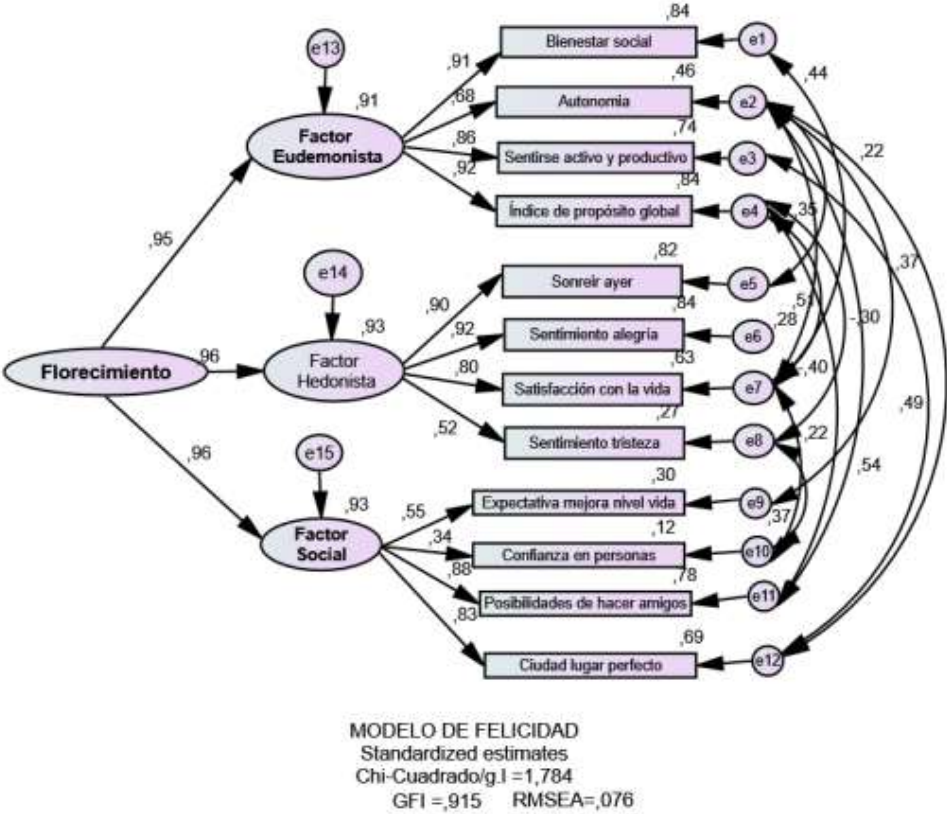 ,84
Bienestar social
e1
e13
,91
,44
,46
,91
Autonomia
e2
,68
Factor
Eudemonista
,74
,86
Sentirse activo y productivo
e3
,22
,92
,84
Índice de propósito global
e4
,35
,95
,82
,37
e14
Sonreir ayer
e5
,90
,84
,28
-,30
,93
,92
Sentimiento alegria
e6
Florecimiento
,96
Factor
Hedonista
,63
,80
Satisfacción con la vida
e7
-,40
,27
,49
,52
Sentimiento tristeza
e8
,22
,96
e15
,30
,54
,93
,55
Expectativa mejora nivel vida
e9
,37
Factor
Social
,34
,12
Confianza en personas
e10
,88
,78
Posibilidades de hacer amigos
e11
,83
,69
Ciudad lugar perfecto
e12
MODELO DE FELICIDAD
Standardized estimates
Chi-Cuadrado/g.l =1,784
GFI =,915 RMSEA=,076